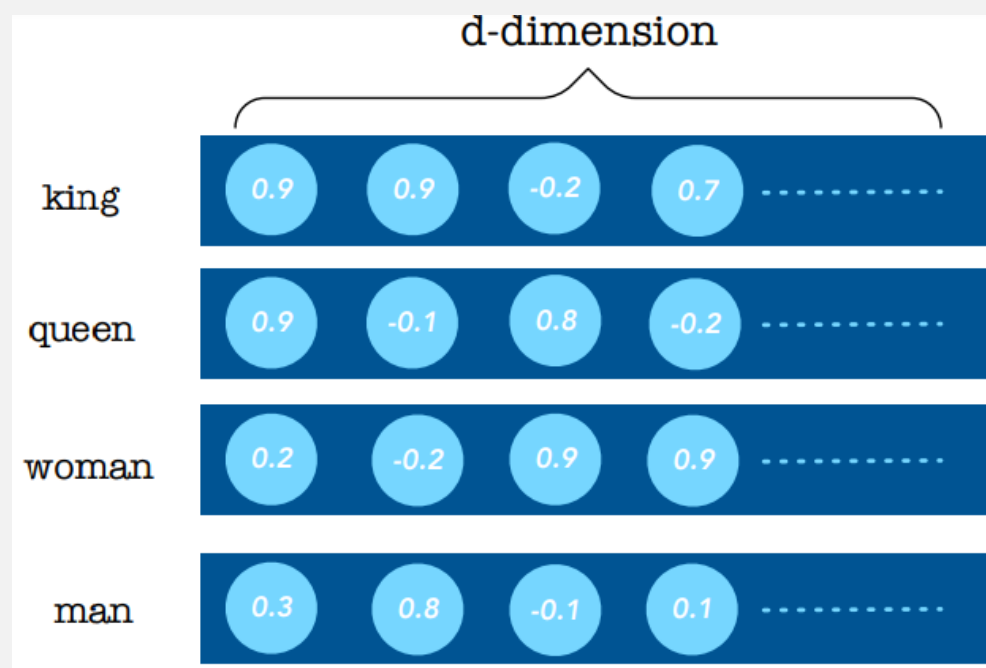 d-dimension
king 0.9 0.9 -0.2 0.7
queen 0.9 -0.1 0.8 -0.2
woman 0.2 -0.2 0.9 0.9
man 0.3 0.8 -0.1 0.1